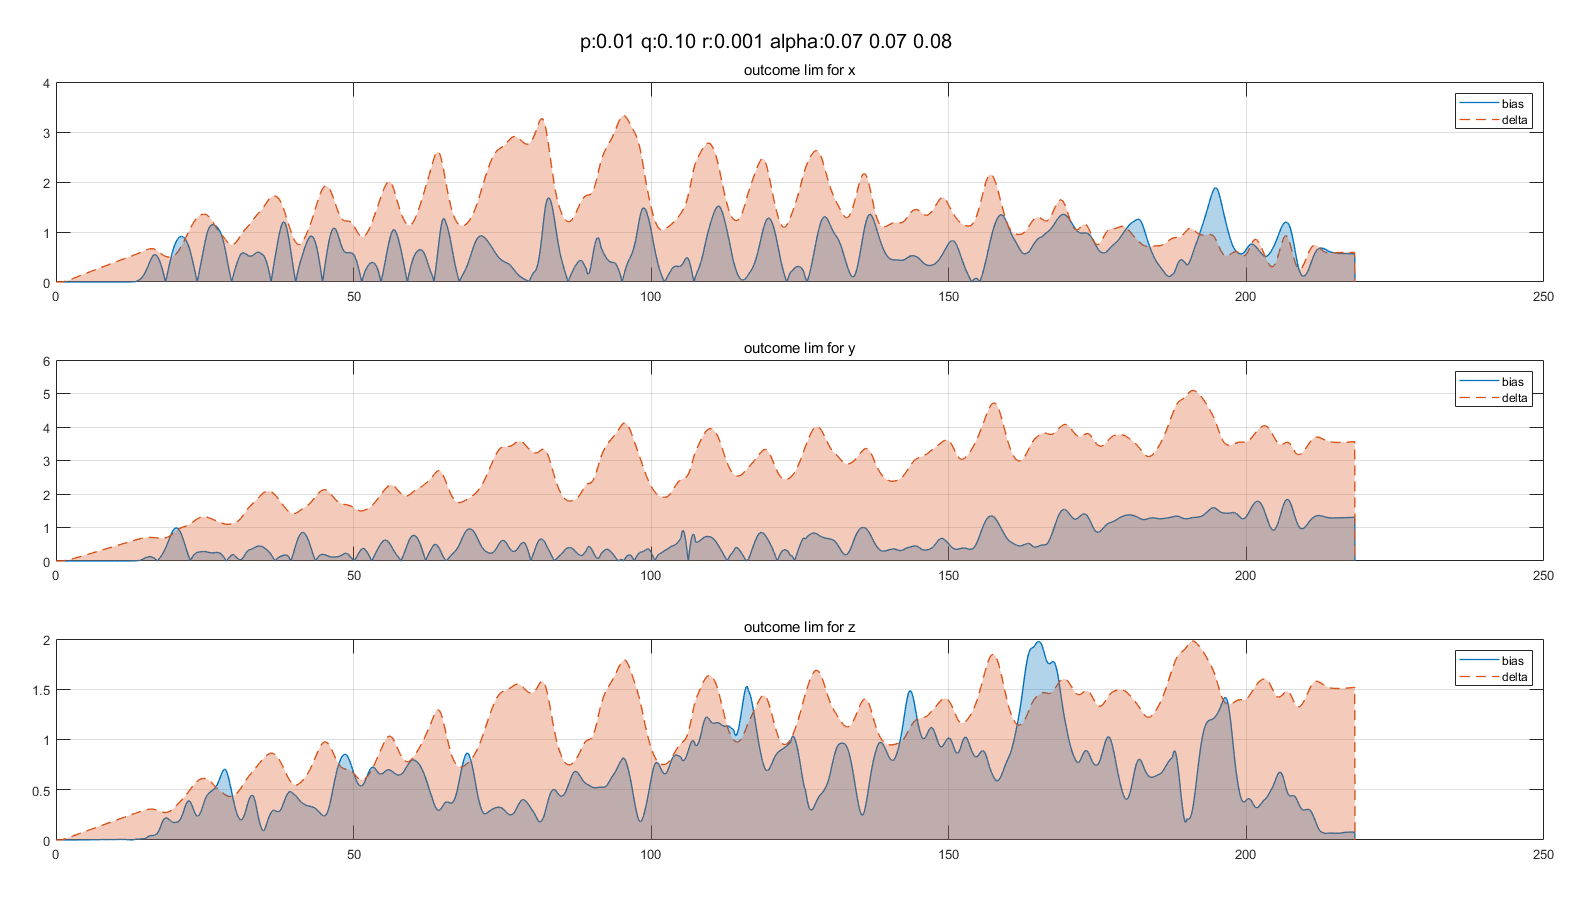 p:0.01 q:0.10 r:0.001 alpha:0.07 0.07 0.08
outcome lim for x
4
3
2
1
0
0 50 100 150 200 250
bias
delta
outcome lim for y
6
5
4
3
2
1
0
0 50 100 150 200 250
bias
delta
outcome lim for z
2
1.5
1
0.5
0
0 50 100 150 200 250
bias
delta